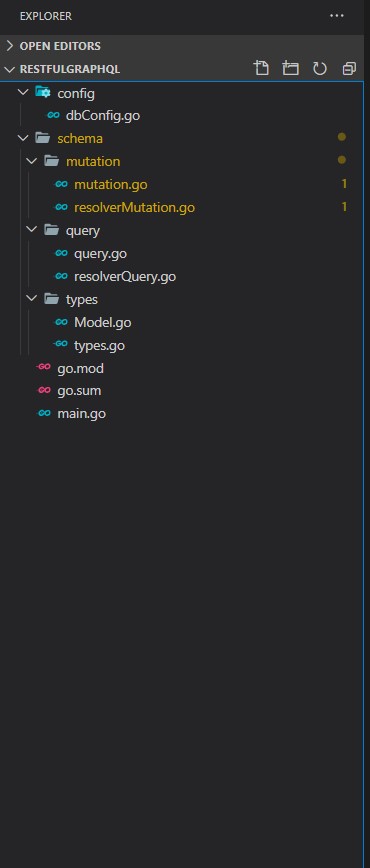 EXPLORER
OPEN EDITORS
RESTFULGRAPHQL
config
dbConfig.go
schema
mutation
mutation.go 1
resolverMutation.go 1
query
query.go
resolverQuery.go
types
Model.go
types.go
go.mod
go.sum
main.go